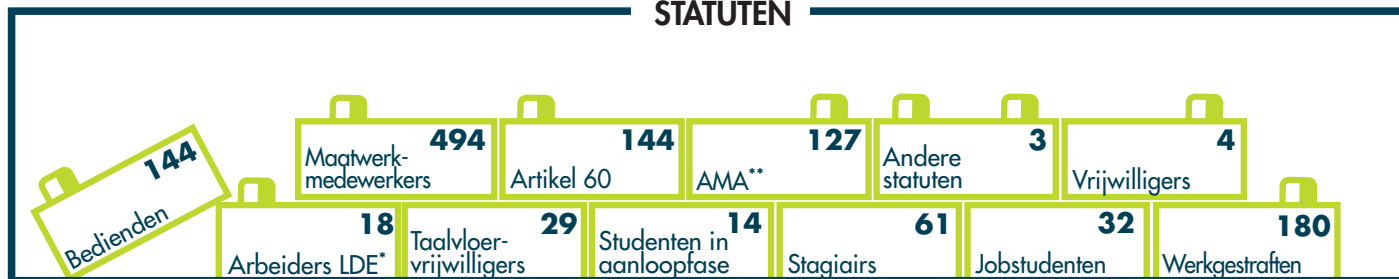 STATUTEN
144
Bedienden
494
Maatwerk-
medewerkers
144
Artikel 60
127
AMA**
3
Andere
statuten
4
Vrijwilligers
18
Arbeiders LDE*
29
Taalvloer-
vrijwilligers
14
Studenten in
aanloopfase
61
Stagiairs
32
Jobstudenten
180
Werkgestraften